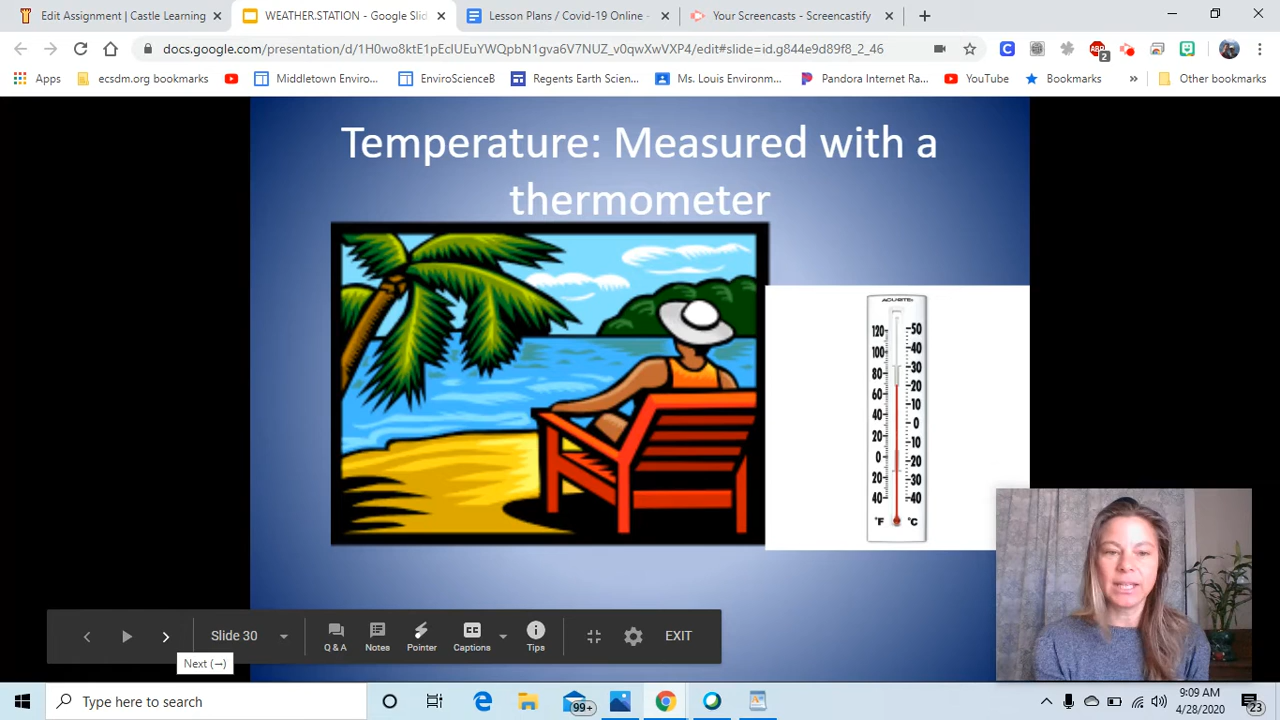 Edit Assignment | Castle Learning
WEATHER.STATION - Google Slid
Lesson Plans / Covid-19 Online -
Your Screencasts - Screencastify
docs.google.com/presentation/d/1H0wo8ktE1pEclUEuYWQpbN1gva6V7NUZ_v0qwXwVXP4/edit#slide=id.g844e9d89f8_2_46
ABP
2
Apps
ecsdm.org bookmarks
Middletown Enviro...
EnviroScienceB
Regents Earth Scien...
Ms. Louis Environm...
Pandora Internet Ra...
YouTube
Bookmarks
»
Other bookmarks
Temperature: Measured with a
thermometer
ACURITE
120 50
100 40
80 30
60 20
40 10
20 0
0 10
20 20
40 30
40
°F °C
Slide 30
Q & A
Notes
Pointer
Captions
Tips
EXIT
Next (→)
Type here to search
99+
9:09 AM
4/28/2020
23